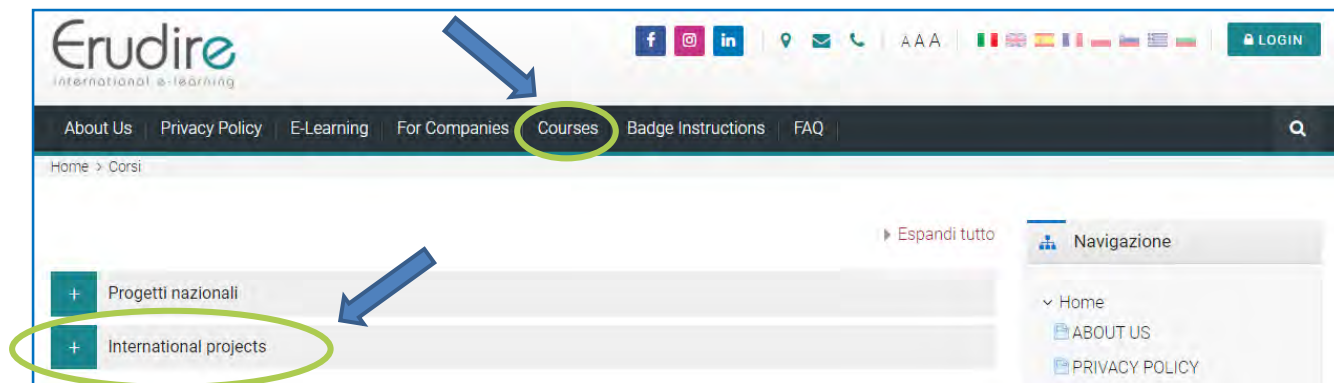 Erudire
international e-learning
AAA
LOGIN
About Us
Privacy Policy
E-Learning
For Companies
Courses
Badge Instructions
FAQ
Home > Corsi
Espandi tutto
Navigazione
+ Progetti nazionali
Home
+ International projects
ABOUT US
PRIVACY POLICY